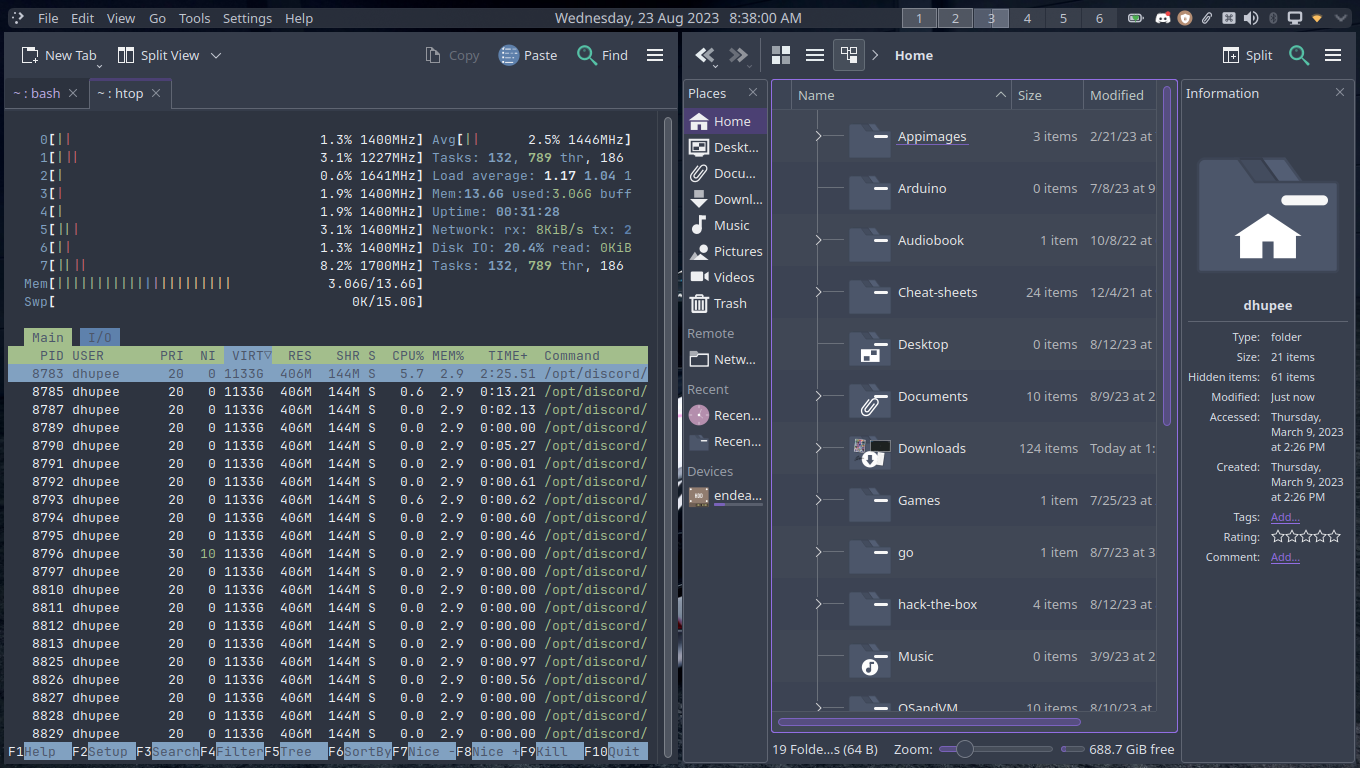 File Edit View Go Tools Settings Help
Wednesday, 23 Aug 2023 8:38:00 AM
1 2 3 4 5 6
New Tab Split View Copy Paste Find
~ : bash ~ : htop
0[|| 1.3% 1400MHz] Avg[|| 2.5% 1446MHz]
1[||| 3.1% 1227MHz] Tasks: 132, 789 thr, 186
2[| 0.6% 1641MHz] Load average: 1.17 1.04 1
3[| 1.9% 1400MHz] Mem:13.6G used:3.06G buff
4[| 1.9% 1400MHz] Uptime: 00:31:28
5[||| 3.1% 1400MHz] Network: rx: 8KiB/s tx: 2
6[|| 1.3% 1400MHz] Disk IO: 20.4% read: 0KiB
7[|||| 8.2% 1700MHz] Tasks: 132, 789 thr, 186
Mem[||||||||||||||||||||||| 3.06G/13.6G]
Swp[ 0K/15.0G]
Main I/O
PID USER PRI NI VIRT▽ RES SHR S CPU% MEM% TIME+ Command
8783 dhupee 20 0 1133G 406M 144M S 5.7 2.9 2:25.51 /opt/discord/
8785 dhupee 20 0 1133G 406M 144M S 0.6 2.9 0:13.21 /opt/discord/
8787 dhupee 20 0 1133G 406M 144M S 0.0 2.9 0:02.13 /opt/discord/
8789 dhupee 20 0 1133G 406M 144M S 0.0 2.9 0:00.00 /opt/discord/
8790 dhupee 20 0 1133G 406M 144M S 0.0 2.9 0:05.27 /opt/discord/
8791 dhupee 20 0 1133G 406M 144M S 0.0 2.9 0:00.01 /opt/discord/
8792 dhupee 20 0 1133G 406M 144M S 0.0 2.9 0:00.61 /opt/discord/
8793 dhupee 20 0 1133G 406M 144M S 0.6 2.9 0:00.62 /opt/discord/
8794 dhupee 20 0 1133G 406M 144M S 0.0 2.9 0:00.60 /opt/discord/
8795 dhupee 20 0 1133G 406M 144M S 0.0 2.9 0:00.46 /opt/discord/
8796 dhupee 30 10 1133G 406M 144M S 0.0 2.9 0:00.00 /opt/discord/
8797 dhupee 20 0 1133G 406M 144M S 0.0 2.9 0:00.00 /opt/discord/
8810 dhupee 20 0 1133G 406M 144M S 0.0 2.9 0:00.00 /opt/discord/
8811 dhupee 20 0 1133G 406M 144M S 0.0 2.9 0:00.00 /opt/discord/
8812 dhupee 20 0 1133G 406M 144M S 0.0 2.9 0:00.00 /opt/discord/
8813 dhupee 20 0 1133G 406M 144M S 0.0 2.9 0:00.00 /opt/discord/
8825 dhupee 20 0 1133G 406M 144M S 0.0 2.9 0:00.97 /opt/discord/
8826 dhupee 20 0 1133G 406M 144M S 0.0 2.9 0:00.56 /opt/discord/
8827 dhupee 20 0 1133G 406M 144M S 0.0 2.9 0:00.00 /opt/discord/
8828 dhupee 20 0 1133G 406M 144M S 0.0 2.9 0:00.00 /opt/discord/
8829 dhupee 20 0 1133G 406M 144M S 0.0 2.9 0:00.00 /opt/discord/
F1Help F2Setup F3SearchF4FilterF5Tree F6SortByF7Nice -F8Nice +F9Kill F10Quit
Home
Split
Places
Home
Deskt...
Docu...
Downl...
Music
Pictures
Videos
Trash
Remote
Netw...
Recent
Recen...
Recen...
Devices
endea...
Name Size Modified
Appimages 3 items 2/21/23 at
Arduino 0 items 7/8/23 at 9
Audiobook 1 item 10/8/22 at
Cheat-sheets 24 items 12/4/21 at
Desktop 0 items 8/12/23 at
Documents 10 items 8/9/23 at 2
Downloads 124 items Today at 1:
Games 1 item 7/25/23 at
go 1 item 8/7/23 at 3
hack-the-box 4 items 8/12/23 at
Music 0 items 3/9/23 at 2
OSandVM 10 items 8/10/23 at
19 Folde...s (64 B) Zoom: 688.7 GiB free
Information
dhupee
Type: folder
Size: 21 items
Hidden items: 61 items
Modified: Just now
Accessed: Thursday,
March 9, 2023
at 2:26 PM
Created: Thursday,
March 9, 2023
at 2:26 PM
Tags: Add...
Rating:
Comment: Add...